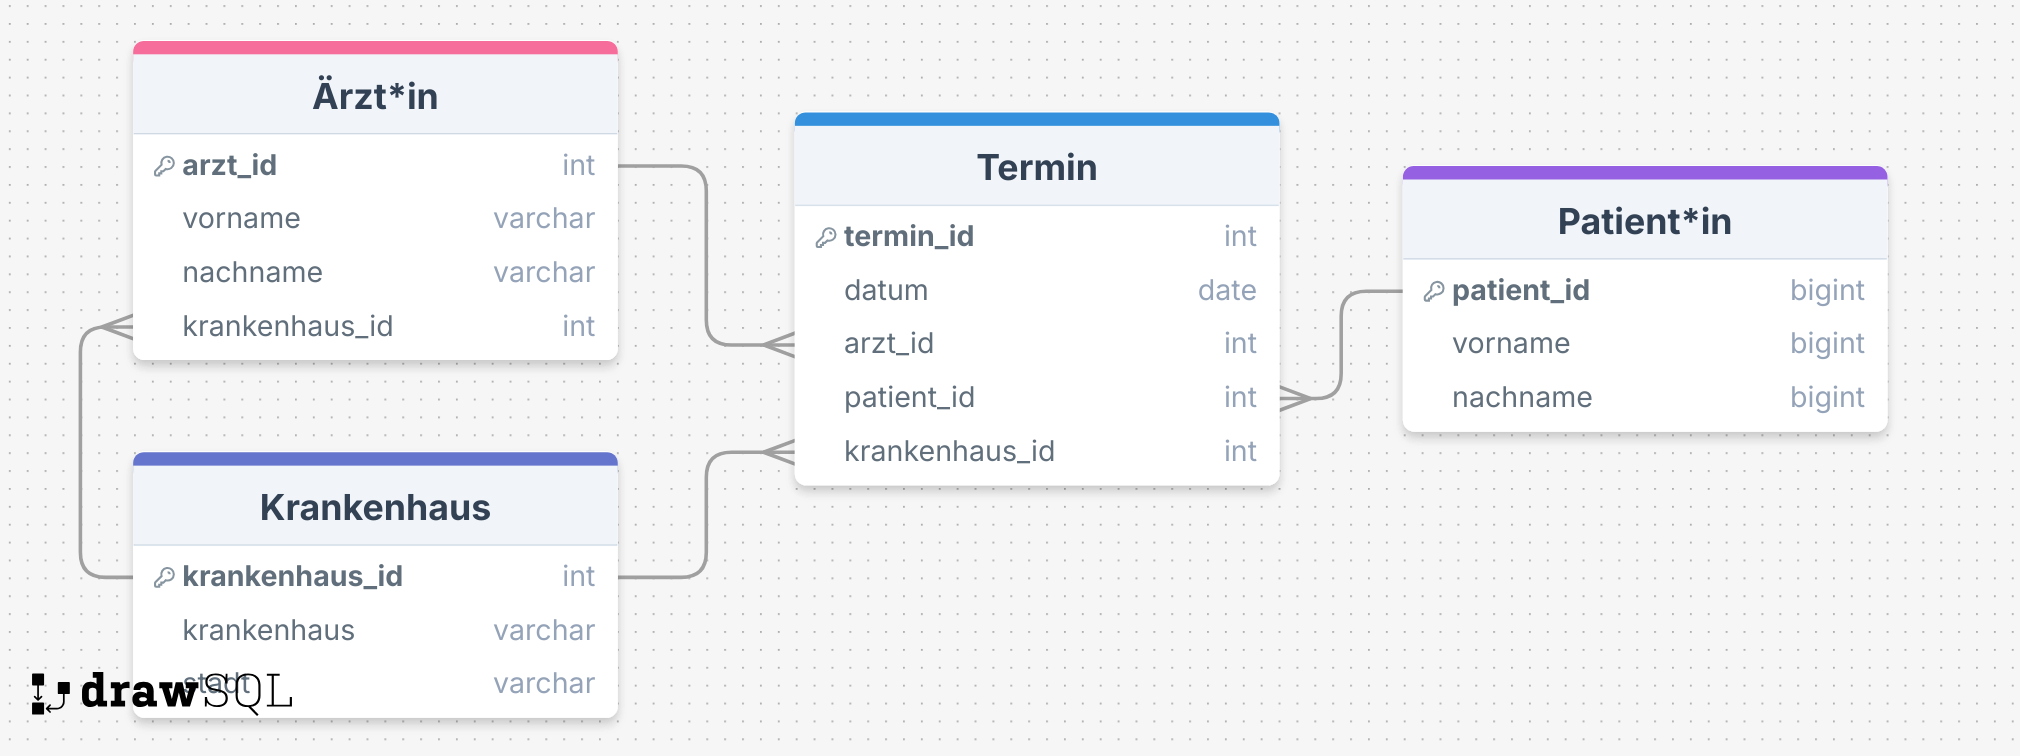 Ärzt*in
arzt_id int
vorname varchar
nachname varchar
krankenhaus_id int
Krankenhaus
krankenhaus_id int
krankenhaus varchar
stadt varchar
drawSQL
Termin
termin_id int
datum date
arzt_id int
patient_id int
krankenhaus_id int
Patient*in
patient_id bigint
vorname bigint
nachname bigint